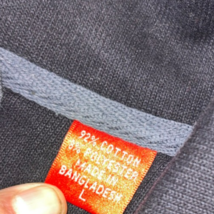 92% COTTON
8% POLYESTER
MADE IN
BANGLADESH
L